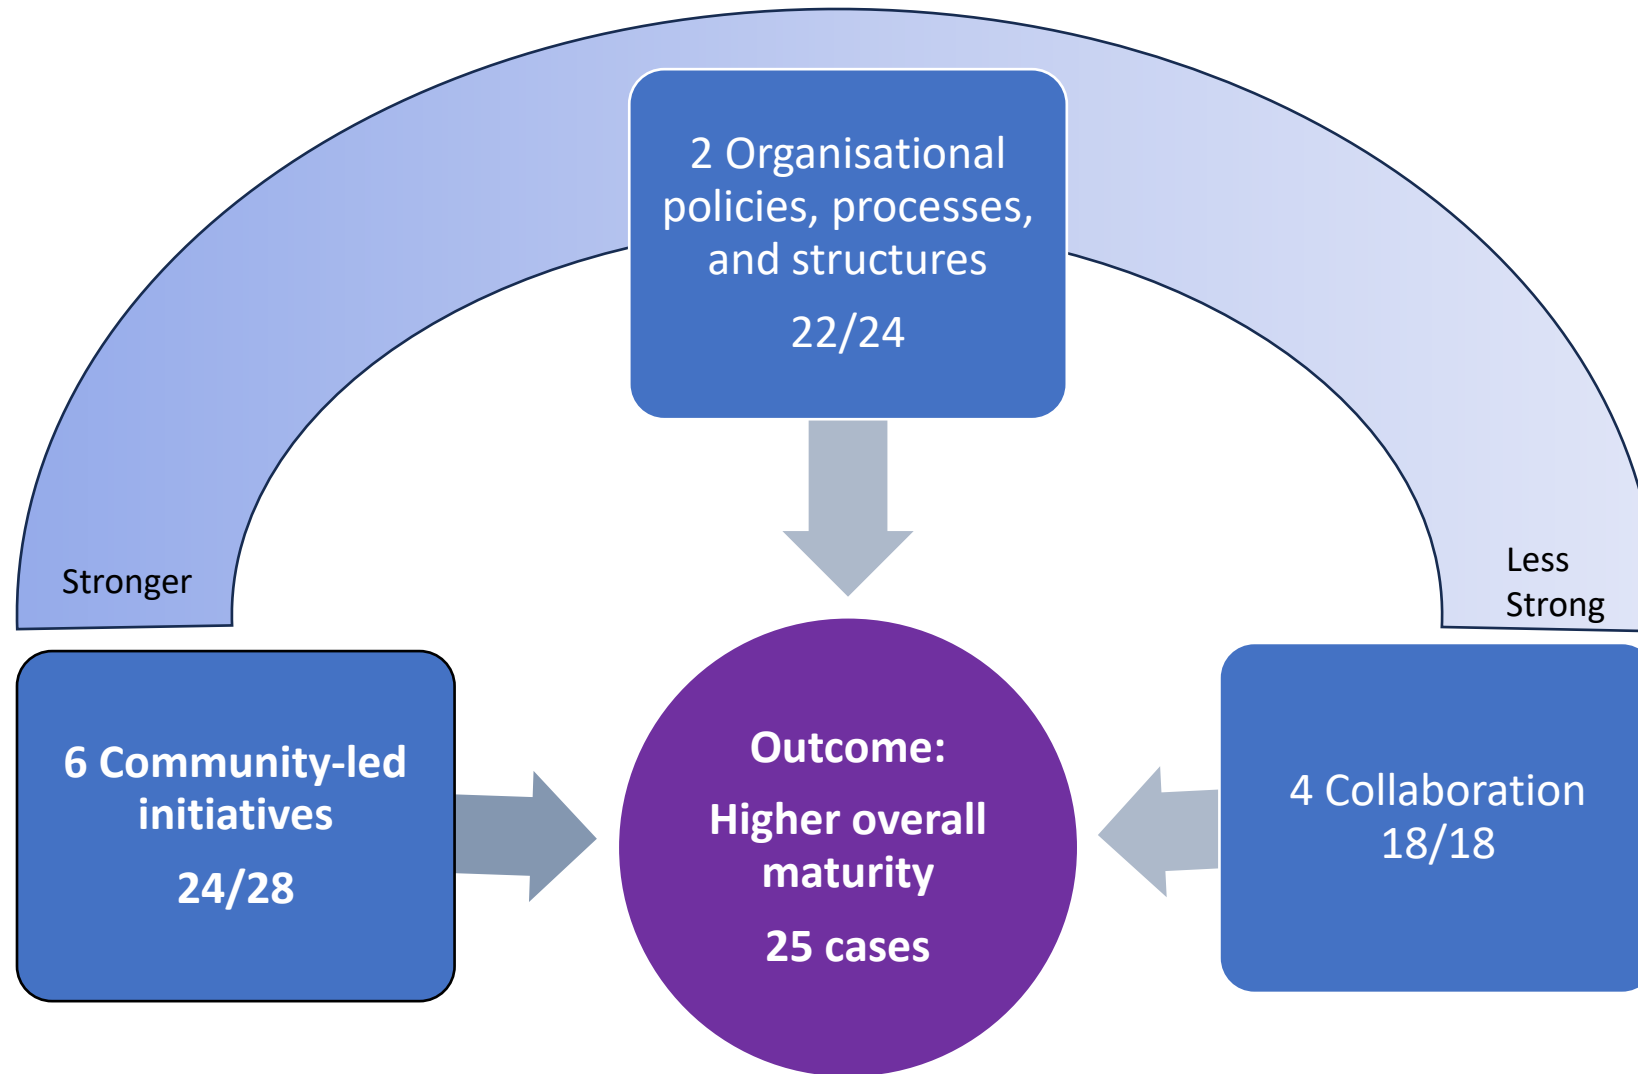 2 Organisational
policies, processes,
and structures
22/24
Stronger
Less
Strong
6 Community-led
initiatives
24/28
Outcome:
Higher overall
maturity
25 cases
4 Collaboration
18/18